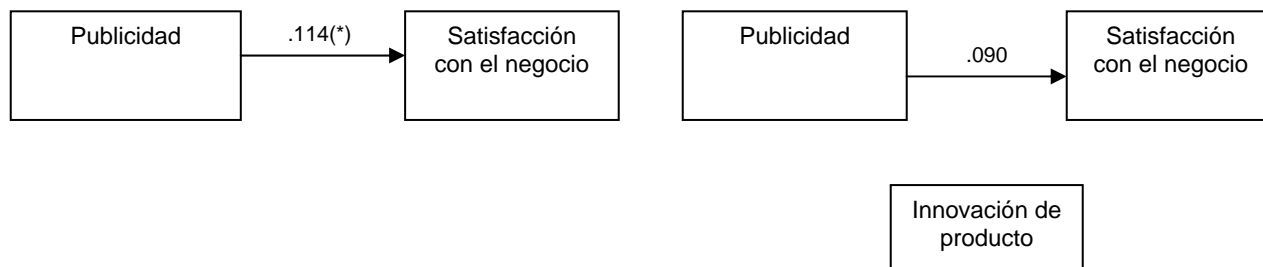 Publicidad
.114(*)
Satisfacción
con el negocio
Publicidad
.090
Satisfacción
con el negocio
Innovación de
producto